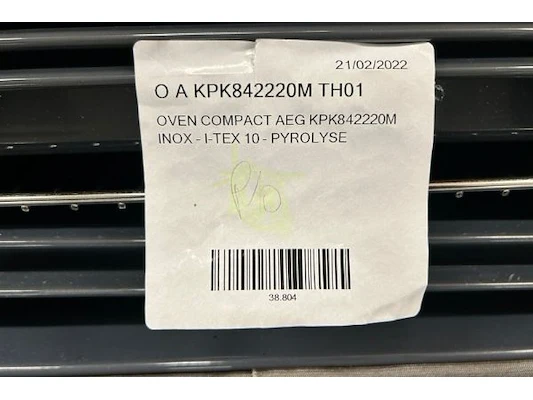 21/02/2022
O A KPK842220M TH01
OVEN COMPACT AEG KPK842220M
INOX - I-TEX 10 - PYROLYSE
38.804